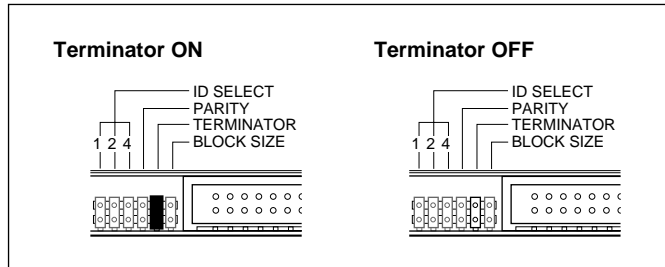 Terminator ON
ID SELECT
PARITY
TERMINATOR
BLOCK SIZE
1 2 4
Terminator OFF
ID SELECT
PARITY
TERMINATOR
BLOCK SIZE
1 2 4